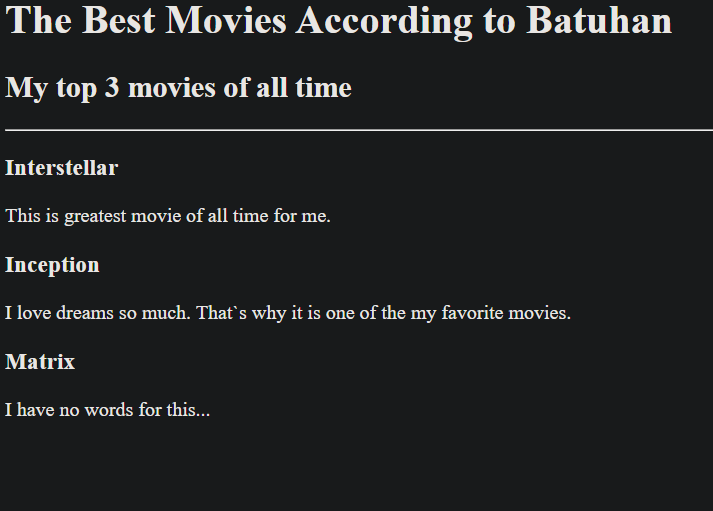 The Best Movies According to Batuhan
My top 3 movies of all time
Interstellar
This is greatest movie of all time for me.
Inception
I love dreams so much. That`s why it is one of the my favorite movies.
Matrix
I have no words for this...